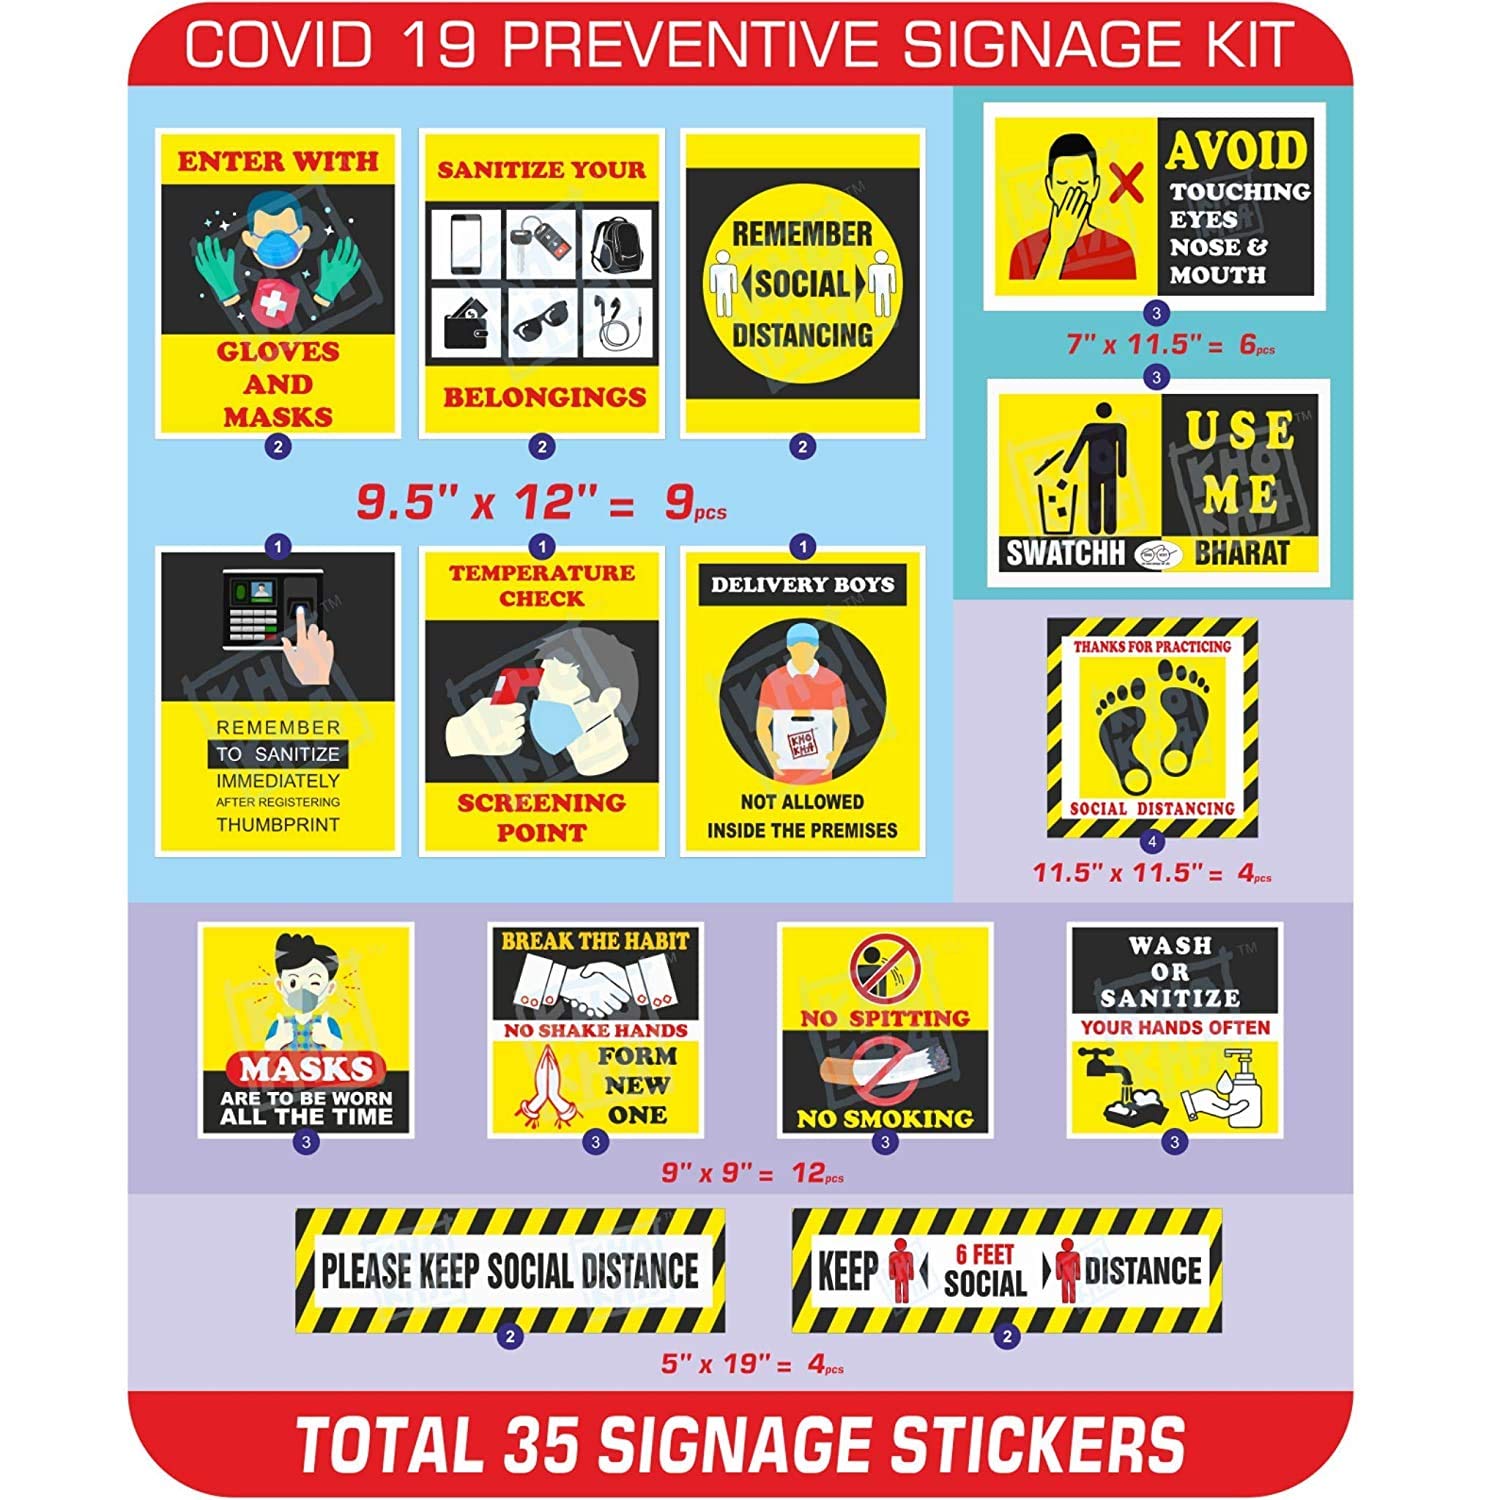 COVID 19 PREVENTIVE SIGNAGE KIT
ENTER WITH
GLOVES
AND
MASKS
2
SANITIZE YOUR
BELONGINGS
2
REMEMBER
SOCIAL
DISTANCING
2
9.5" x 12" = 9pcs
1
REMEMBER
TO SANITIZE
IMMEDIATELY
AFTER REGISTERING
THUMBPRINT
1
TEMPERATURE
CHECK
SCREENING
POINT
1
DELIVERY BOYS
KHO
KHA
NOT ALLOWED
INSIDE THE PREMISES
AVOID
TOUCHING
EYES
NOSE &
MOUTH
3
7" x 11.5" = 6pcs
3
USE
ME
SWATCHH BHARAT
THANKS FOR PRACTICING
SOCIAL DISTANCING
4
11.5" x 11.5" = 4pcs
MASKS
ARE TO BE WORN
ALL THE TIME
3
BREAK THE HABIT
NO SHAKE HANDS
FORM
NEW
ONE
3
NO SPITTING
NO SMOKING
3
WASH
OR
SANITIZE
YOUR HANDS OFTEN
3
9" x 9" = 12pcs
PLEASE KEEP SOCIAL DISTANCE
2
KEEP 6 FEET SOCIAL DISTANCE
2
5" x 19" = 4pcs
TOTAL 35 SIGNAGE STICKERS